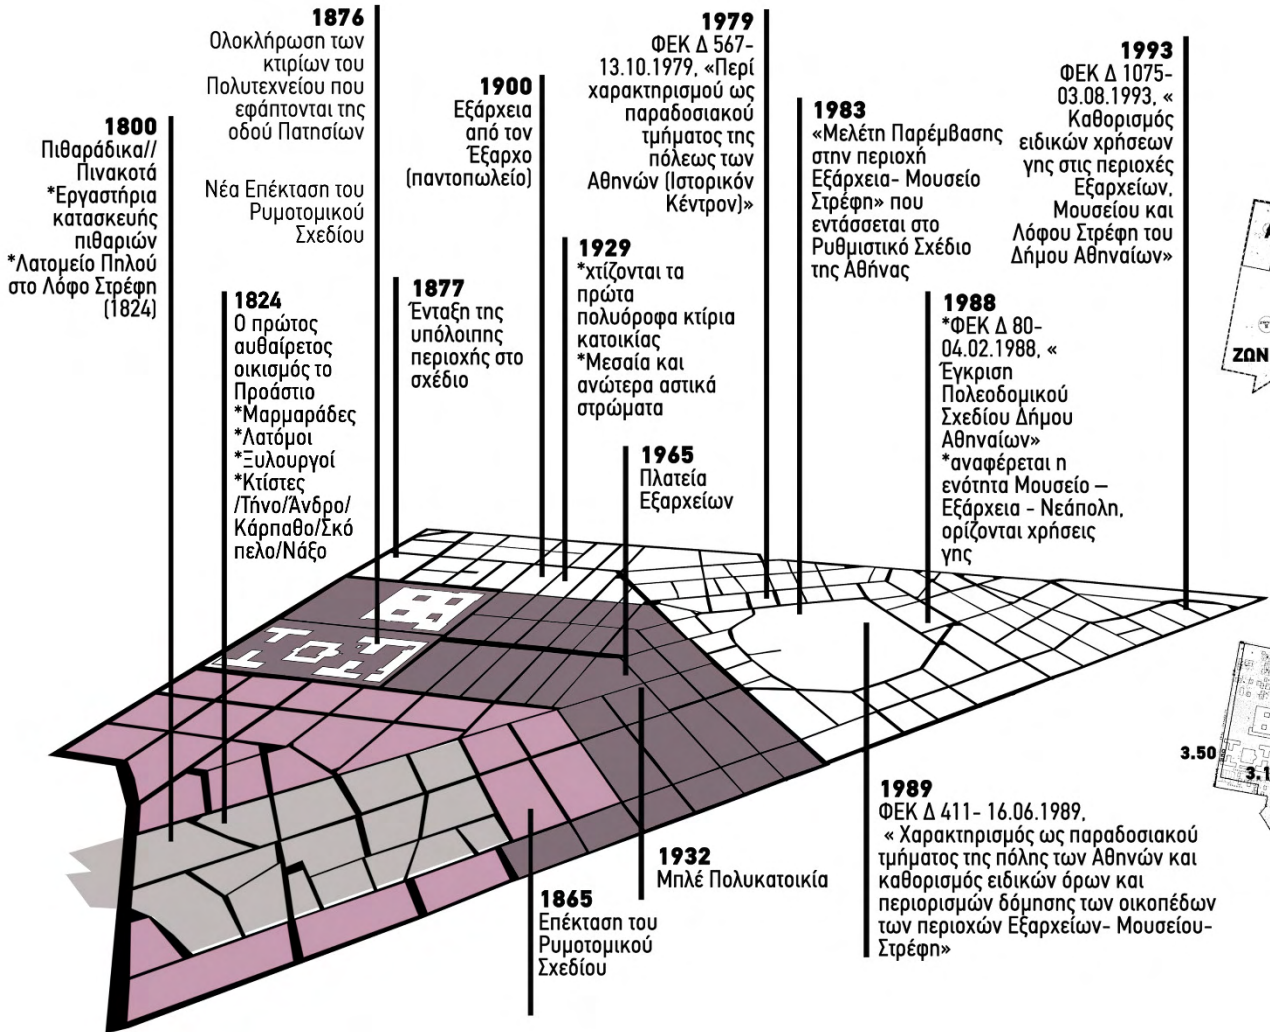 1876
Ολοκλήρωση των
κτιρίων του
Πολυτεχνείου που
εφάπτονται της
οδού Πατησίων
Νέα Επέκταση του
Ρυμοτομικού
Σχεδίου
1979
ΦΕΚ Δ 567-
13.10.1979, «Περί
χαρακτηρισμού ως
παραδοσιακού
τμήματος της
πόλεως των
Αθηνών (Ιστορικόν
Κέντρον)»
1993
ΦΕΚ Δ 1075-
03.08.1993, «
Καθορισμός
ειδικών χρήσεων
γης στις περιοχές
Εξαρχείων,
Μουσείου και
Λόφου Στρέφη του
Δήμου Αθηναίων»
1900
Εξάρχεια
από τον
Έξαρχο
(παντοπωλείο)
1983
«Μελέτη Παρέμβασης
στην περιοχή
Εξάρχεια- Μουσείο
Στρέφη» που
εντάσσεται στο
Ρυθμιστικό Σχέδιο
της Αθήνας
1800
Πιθαράδικα//
Πινακοτά
*Εργαστήρια
κατασκευής
πιθαριών
*Λατομείο Πηλού
στο Λόφο Στρέφη
(1824)
1929
*χτίζονται τα
πρώτα
πολυόροφα κτίρια
κατοικίας
*Μεσαία και
ανώτερα αστικά
στρώματα
1877
Ένταξη της
υπόλοιπης
περιοχής στο
σχέδιο
1824
Ο πρώτος
αυθαίρετος
οικισμός το
Προάστιο
*Μαρμαράδες
*Λατόμοι
*Ξυλουργοί
*Κτίστες
/Τήνο/Άνδρο/
Κάρπαθο/Σκό
πελο/Νάξο
1988
*ΦΕΚ Δ 80-
04.02.1988, «
Έγκριση
Πολεοδομικού
Σχεδίου Δήμου
Αθηναίων»
*αναφέρεται η
ενότητα Μουσείο –
Εξάρχεια - Νεάπολη,
ορίζονται χρήσεις
γης
ΖΩΝ
1965
Πλατεία
Εξαρχείων
3.50
3.1
1989
ΦΕΚ Δ 411- 16.06.1989,
« Χαρακτηρισμός ως παραδοσιακού
τμήματος της πόλης των Αθηνών και
καθορισμός ειδικών όρων και
περιορισμών δόμησης των οικοπέδων
των περιοχών Εξαρχείων- Μουσείου-
Στρέφη»
1932
Μπλέ Πολυκατοικία
1865
Επέκταση του
Ρυμοτομικού
Σχεδίου